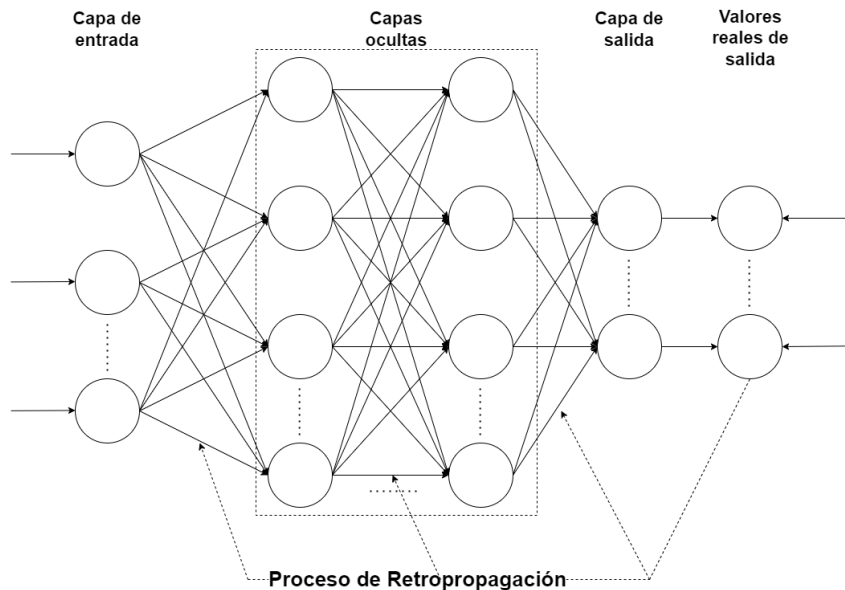 Capa de
entrada
Capas
ocultas
Capa de
salida
Valores
reales de
salida
Proceso de Retropropagación